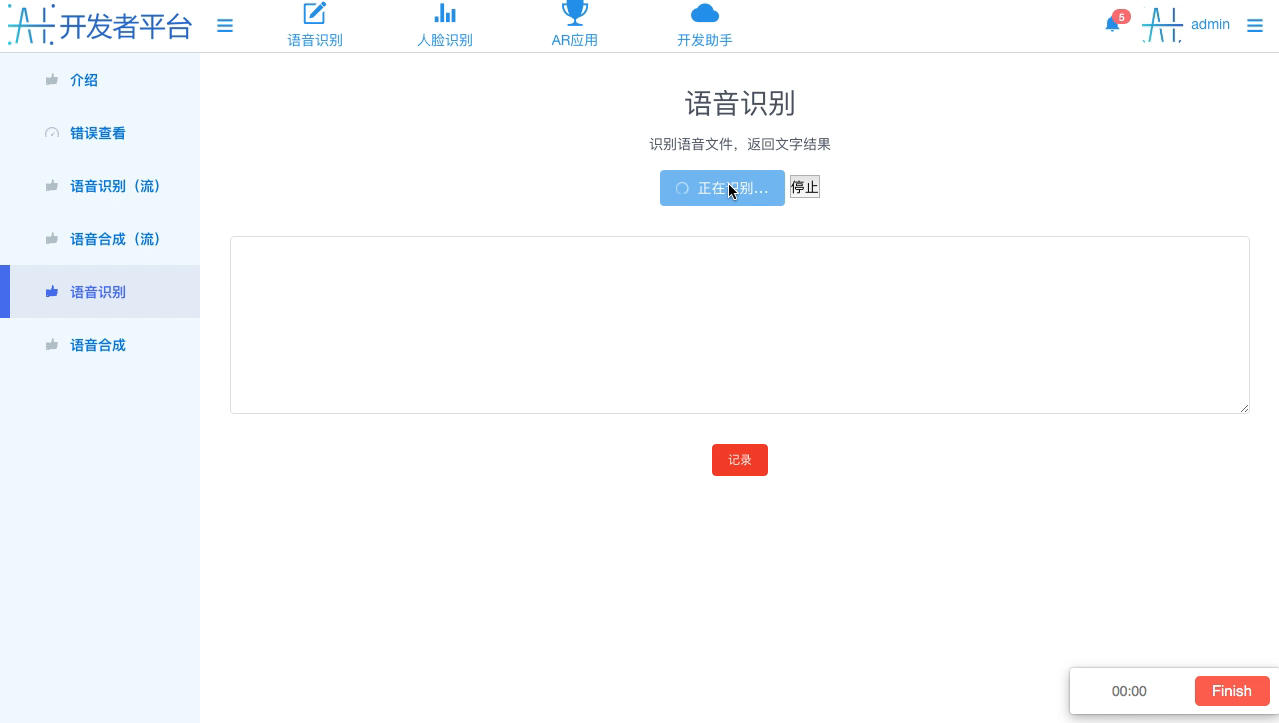 AI开发者平台
语音识别
人脸识别
AR应用
开发助手
5
admin
介绍
错误查看
语音识别（流）
语音合成（流）
语音识别
语音合成
语音识别
识别语音文件，返回文字结果
正在识别...
停止
记录
00:00
Finish